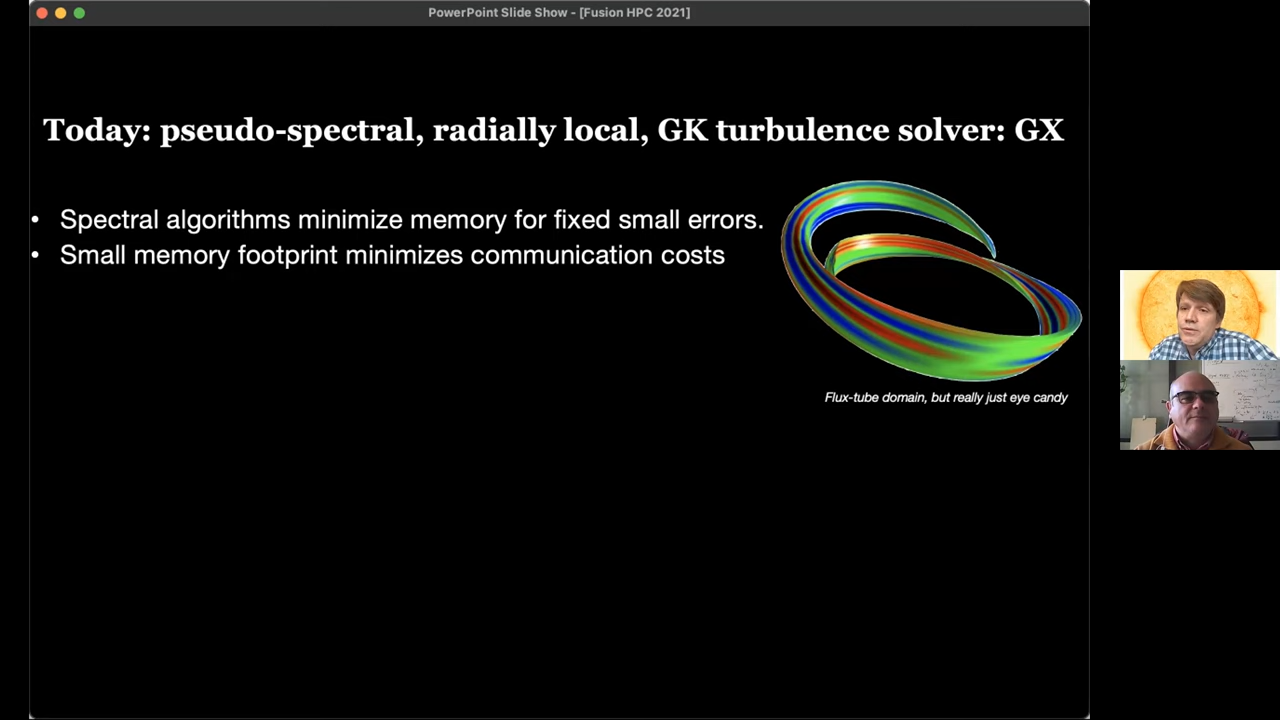 PowerPoint Slide Show - [Fusion HPC 2021]
Today: pseudo-spectral, radially local, GK turbulence solver: GX
• Spectral algorithms minimize memory for fixed small errors.
• Small memory footprint minimizes communication costs
Flux-tube domain, but really just eye candy